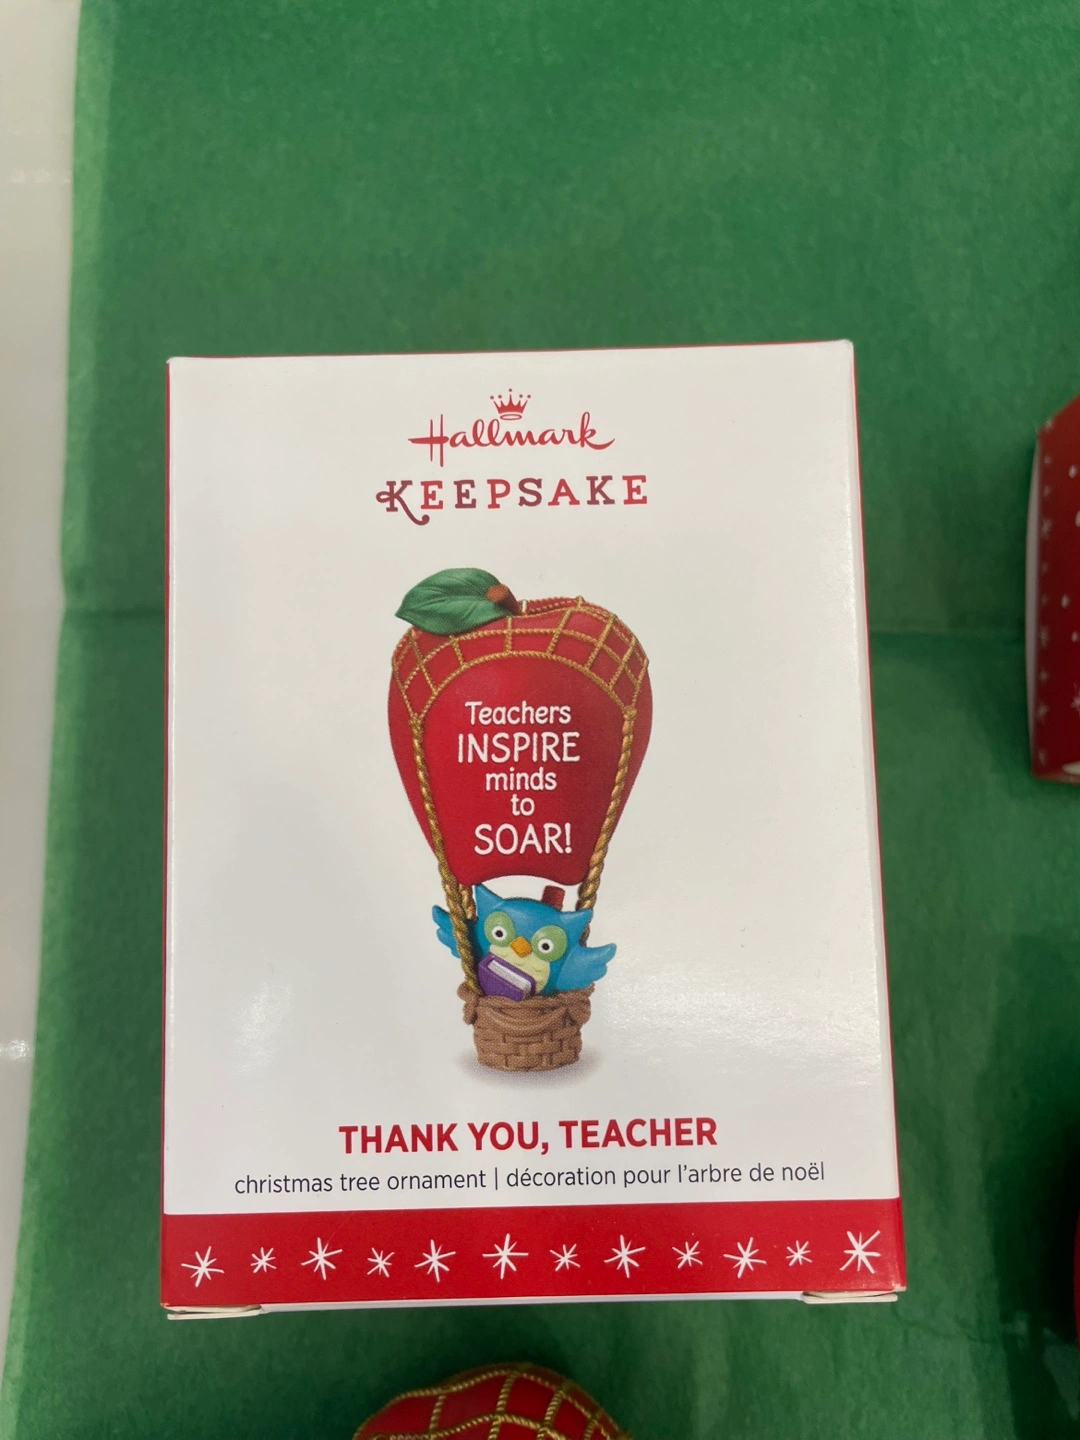 Hallmark
KEEPSAKE
Teachers
INSPIRE
minds
to
SOAR!
THANK YOU, TEACHER
christmas tree ornament | décoration pour l'arbre de noël